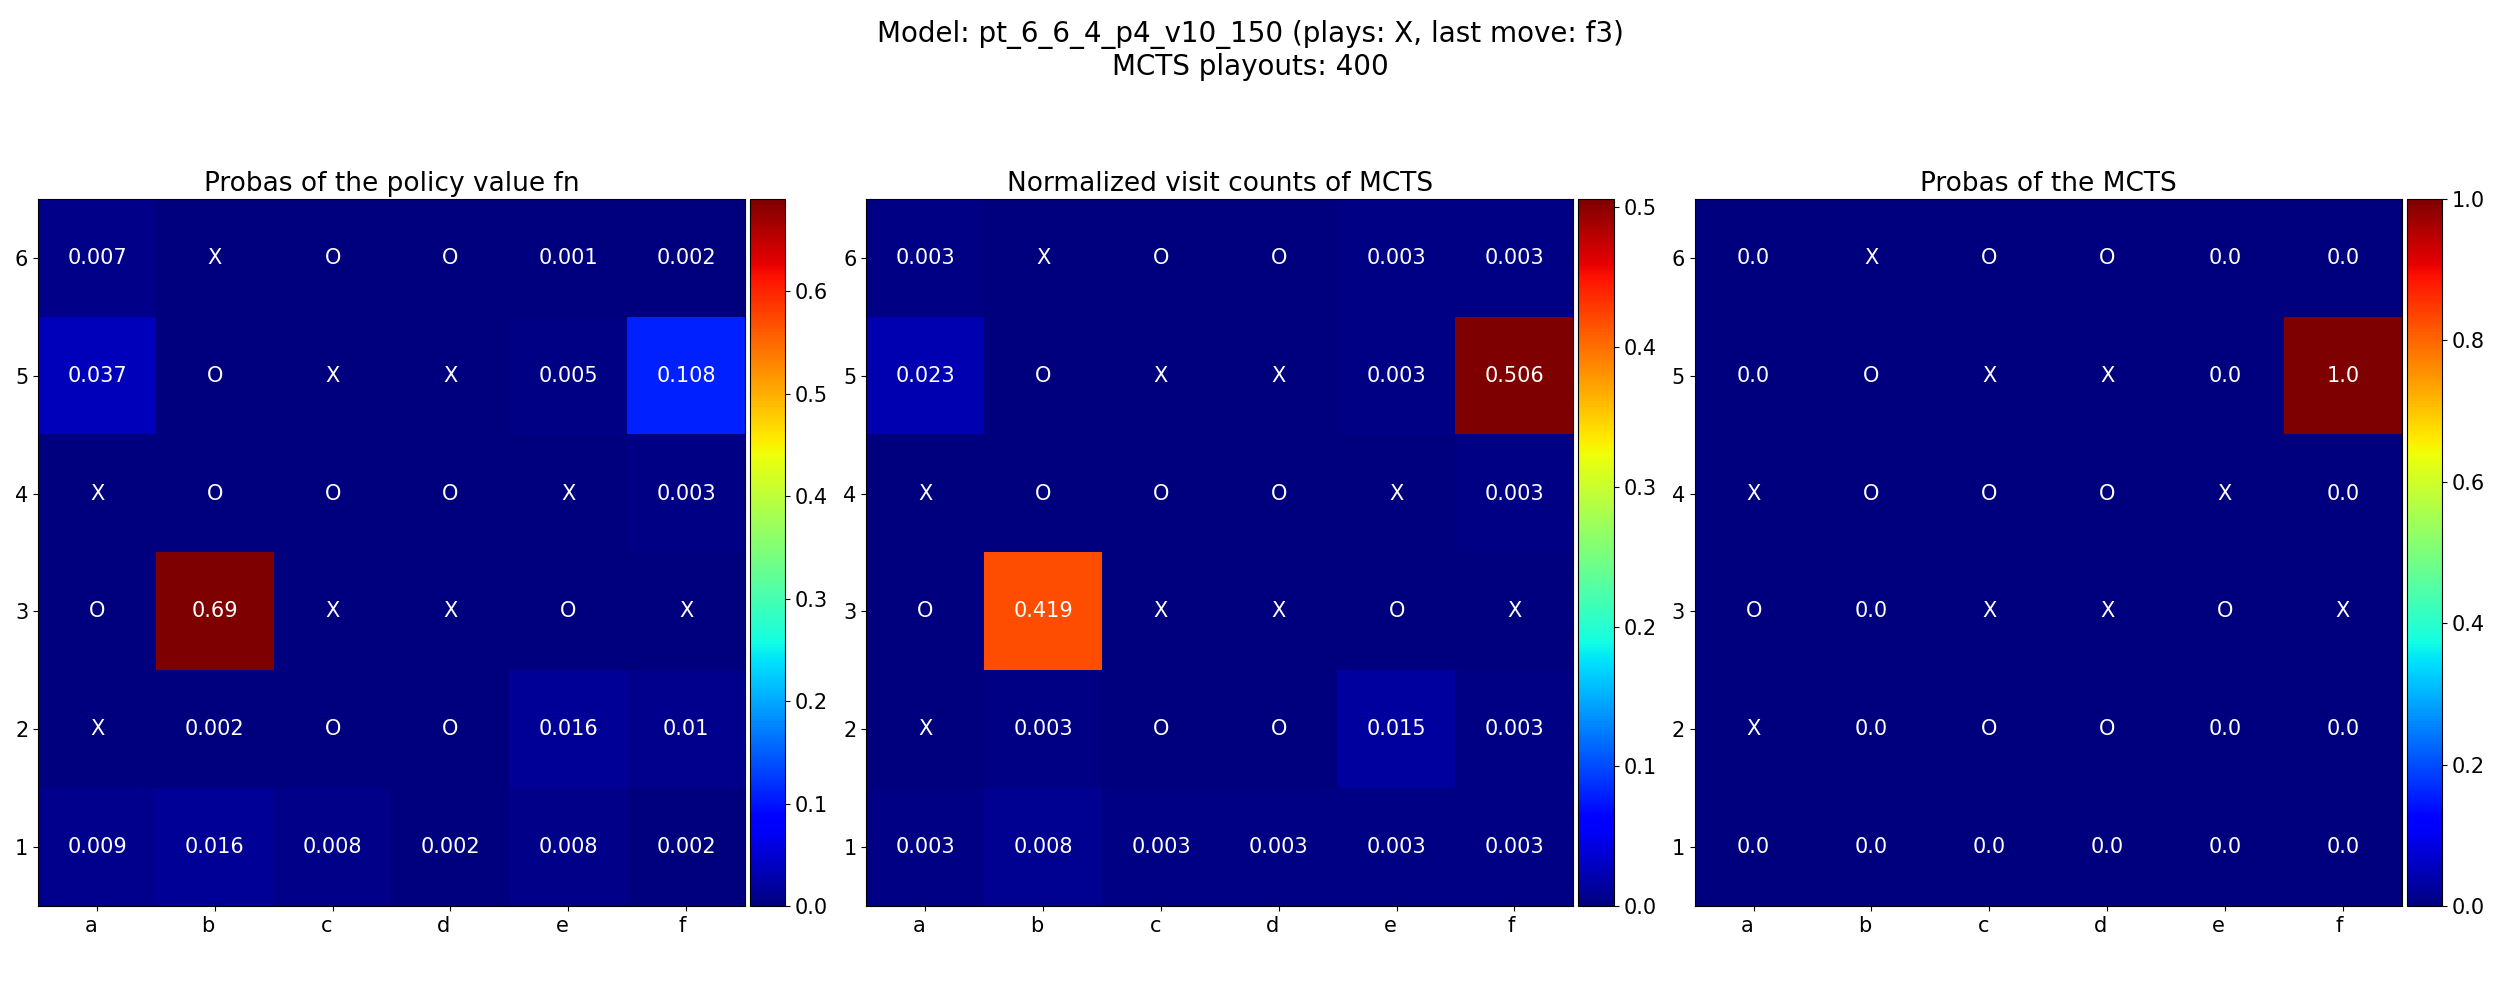 Model: pt_6_6_4_p4_v10_150 (plays: X, last move: f3)
MCTS playouts: 400
Probas of the policy value fn
6 0.007 X O O 0.001 0.002
5 0.037 O X X 0.005 0.108
4 X O O O X 0.003
3 O 0.69 X X O X
2 X 0.002 O O 0.016 0.01
1 0.009 0.016 0.008 0.002 0.008 0.002
a b c d e f
0.6
0.5
0.4
0.3
0.2
0.1
0.0
Normalized visit counts of MCTS
6 0.003 X O O 0.003 0.003
5 0.023 O X X 0.003 0.506
4 X O O O X 0.003
3 O 0.419 X X O X
2 X 0.003 O O 0.015 0.003
1 0.003 0.008 0.003 0.003 0.003 0.003
a b c d e f
0.5
0.4
0.3
0.2
0.1
0.0
Probas of the MCTS
6 0.0 X O O 0.0 0.0
5 0.0 O X X 0.0 1.0
4 X O O O X 0.0
3 O 0.0 X X O X
2 X 0.0 O O 0.0 0.0
1 0.0 0.0 0.0 0.0 0.0 0.0
a b c d e f
1.0
0.8
0.6
0.4
0.2
0.0